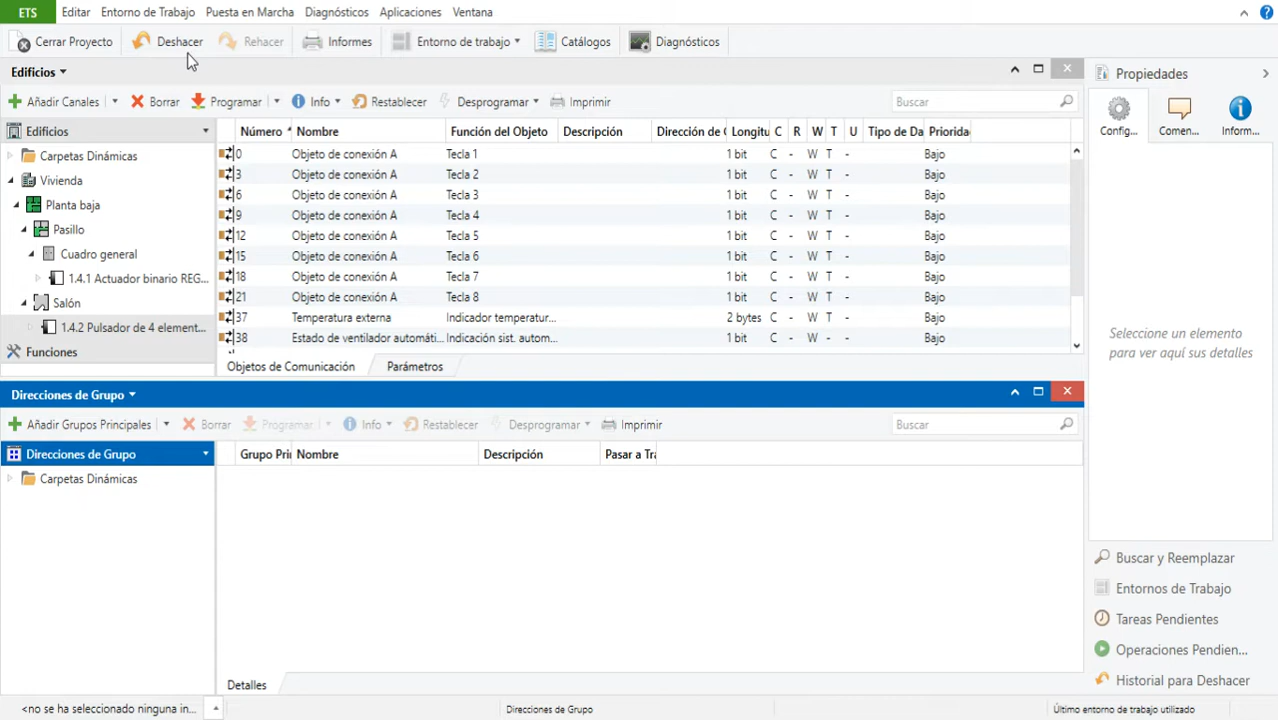 ETS Editar Entorno de Trabajo Puesta en Marcha Diagnósticos Aplicaciones Ventana
Cerrar Proyecto Deshacer Rehacer Informes Entorno de trabajo Catálogos Diagnósticos
Edificios
Añadir Canales Borrar Programar Info Restablecer Desprogramar Imprimir Buscar
Edificios
Carpetas Dinámicas
Vivienda
Planta baja
Pasillo
Cuadro general
1.4.1 Actuador binario REG...
Salón
1.4.2 Pulsador de 4 element...
Funciones
Número Nombre Función del Objeto Descripción Dirección de G Longitu C R W T U Tipo de Da Priorida
0 Objeto de conexión A Tecla 1 1 bit C - W T - Bajo
3 Objeto de conexión A Tecla 2 1 bit C - W T - Bajo
6 Objeto de conexión A Tecla 3 1 bit C - W T - Bajo
9 Objeto de conexión A Tecla 4 1 bit C - W T - Bajo
12 Objeto de conexión A Tecla 5 1 bit C - W T - Bajo
15 Objeto de conexión A Tecla 6 1 bit C - W T - Bajo
18 Objeto de conexión A Tecla 7 1 bit C - W T - Bajo
21 Objeto de conexión A Tecla 8 1 bit C - W T - Bajo
37 Temperatura externa Indicador temperatur... 2 bytes C - W T - Bajo
38 Estado de ventilador automáti... Indicación sist. autom... 1 bit C - W T - Bajo
Objetos de Comunicación Parámetros
Direcciones de Grupo
Añadir Grupos Principales Borrar Programar Info Restablecer Desprogramar Imprimir Buscar
Direcciones de Grupo
Carpetas Dinámicas
Grupo Pri Nombre Descripción Pasar a Tra
Detalles
Propiedades
Config... Comen... Inform...
Seleccione un elemento
para ver aquí sus detalles
Buscar y Reemplazar
Entornos de Trabajo
Tareas Pendientes
Operaciones Pendien...
Historial para Deshacer
<no se ha seleccionado ninguna in... Direcciones de Grupo Último entorno de trabajo utilizado